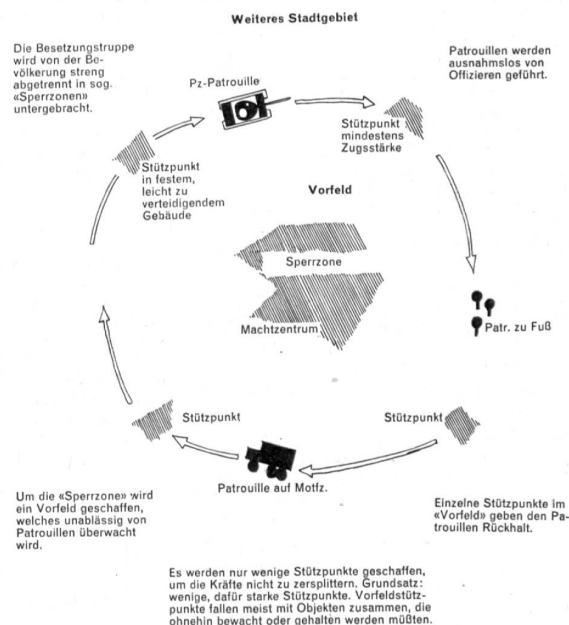 Weiteres Stadtgebiet
Die Besetzungstruppe
wird von der Be-
völkerung streng
abgetrennt in sog.
«Sperrzonen»
untergebracht.
Pz-Patrouille
Patrouillen werden
ausnahmslos von
Offizieren geführt.
Stützpunkt
mindestens
Zugsstärke
Stützpunkt
in festem,
leicht zu
verteidigendem
Gebäude
Vorfeld
Sperrzone
Machtzentrum
Patr. zu Fuß
Stützpunkt
Stützpunkt
Patrouille auf Motfz.
Um die «Sperrzone» wird
ein Vorfeld geschaffen,
welches unablässig von
Patrouillen überwacht
wird.
Einzelne Stützpunkte im
«Vorfeld» geben den Pa-
trouillen Rückhalt.
Es werden nur wenige Stützpunkte geschaffen,
um die Kräfte nicht zu zersplittern. Grundsatz:
wenige, dafür starke Stützpunkte. Vorfeldstütz-
punkte fallen meist mit Objekten zusammen, die
ohnehin bewacht oder gehalten werden müßten.